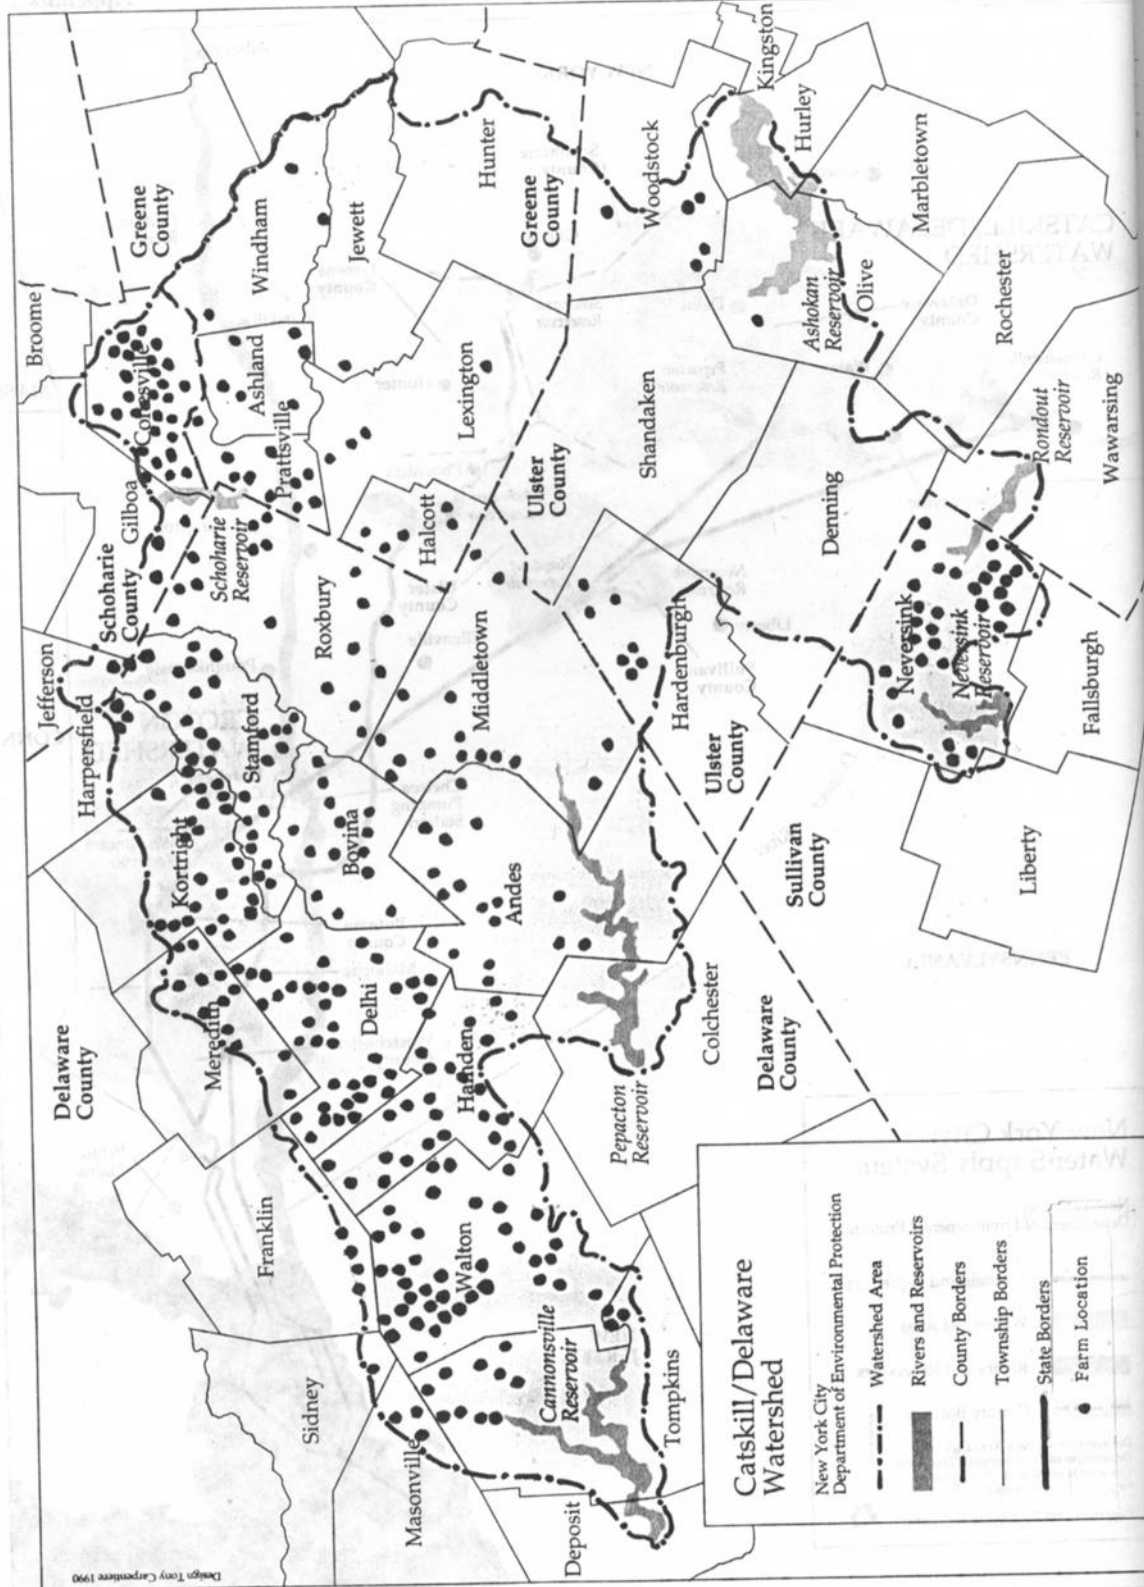 Design Tony Carpentiere 1990
Broome
Greene
County
Windham
Jewett
Hunter
Greene
County
Woodstock
Kingston
Hurley
Marbletown
Olive
Ashokan
Reservoir
Rochester
Rondout
Reservoir
Wawarsing
Conesville
Ashland
Prattsville
Lexington
Shandaken
Ulster
County
Denning
Gilboa
Schoharie
County
Schoharie
Reservoir
Halcott
Roxbury
Middletown
Hardenburgh
Neversink
Neversink
Reservoir
Fallsburgh
Jefferson
Harpersfield
Stamford
Kortright
Bovina
Andes
Ulster
County
Sullivan
County
Liberty
Delaware
County
Meredith
Delhi
Hamden
Colchester
Delaware
County
Pepacton
Reservoir
Franklin
Walton
Sidney
Masonville
Cannonsville
Reservoir
Tompkins
Deposit
Catskill/Delaware
Watershed
New York City
Department of Environmental Protection
Watershed Area
Rivers and Reservoirs
County Borders
Township Borders
State Borders
Farm Location